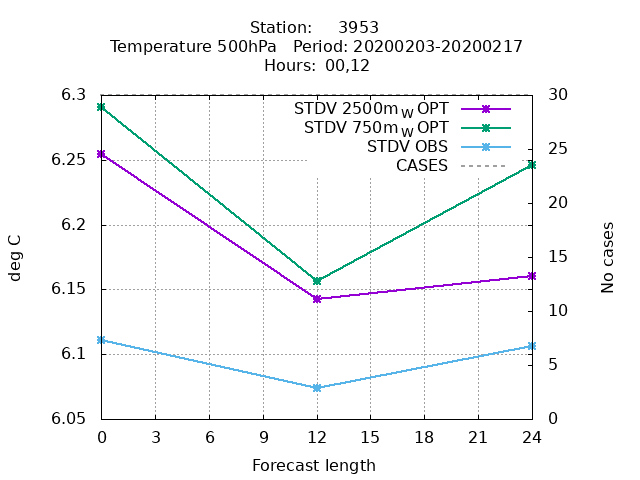 Station:     3953
Temperature 500hPa   Period: 20200203-20200217
Hours: 00,12
6.3
6.25
6.2
6.15
6.1
6.05
deg C
30
25
20
15
10
5
0
No cases
STDV 2500m W OPT
STDV 750m W OPT
STDV OBS
CASES
0 3 6 9 12 15 18 21 24
Forecast length